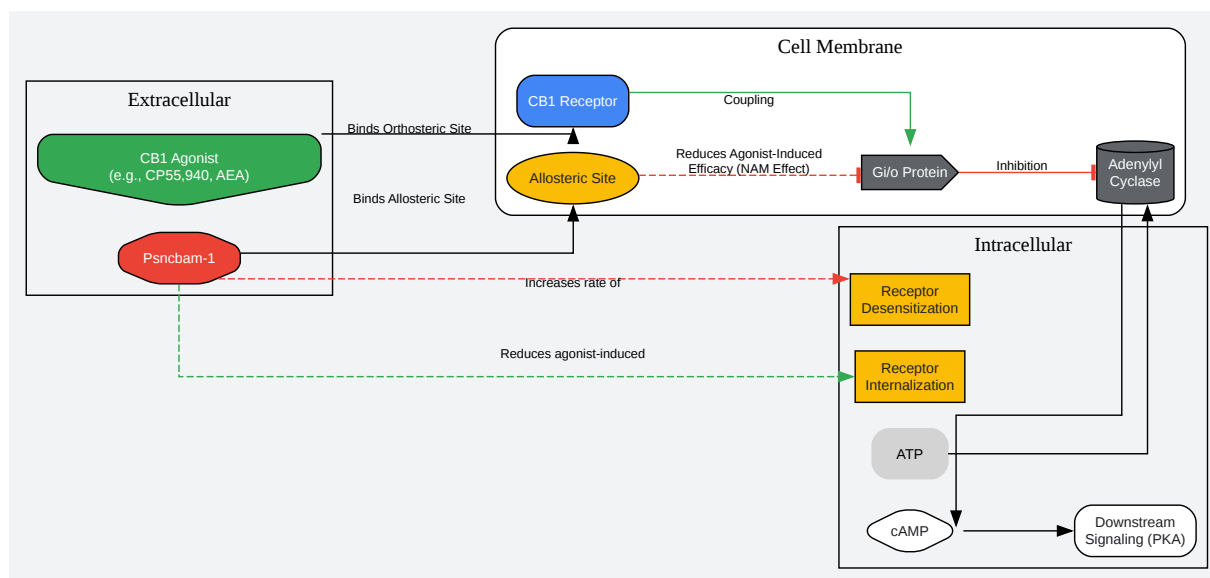 Cell Membrane
Extracellular
CB1 Receptor
Coupling
CB1 Agonist
(e.g., CP55,940, AEA)
Binds Orthosteric Site
Reduces Agonist-Induced
Efficacy (NAM Effect)
Allosteric Site
Gi/o Protein
Inhibition
Adenylyl
Cyclase
Binds Allosteric Site
Psncbam-1
Intracellular
Increases rate of
Receptor
Desensitization
Reduces agonist-induced
Receptor
Internalization
ATP
cAMP
Downstream
Signaling (PKA)